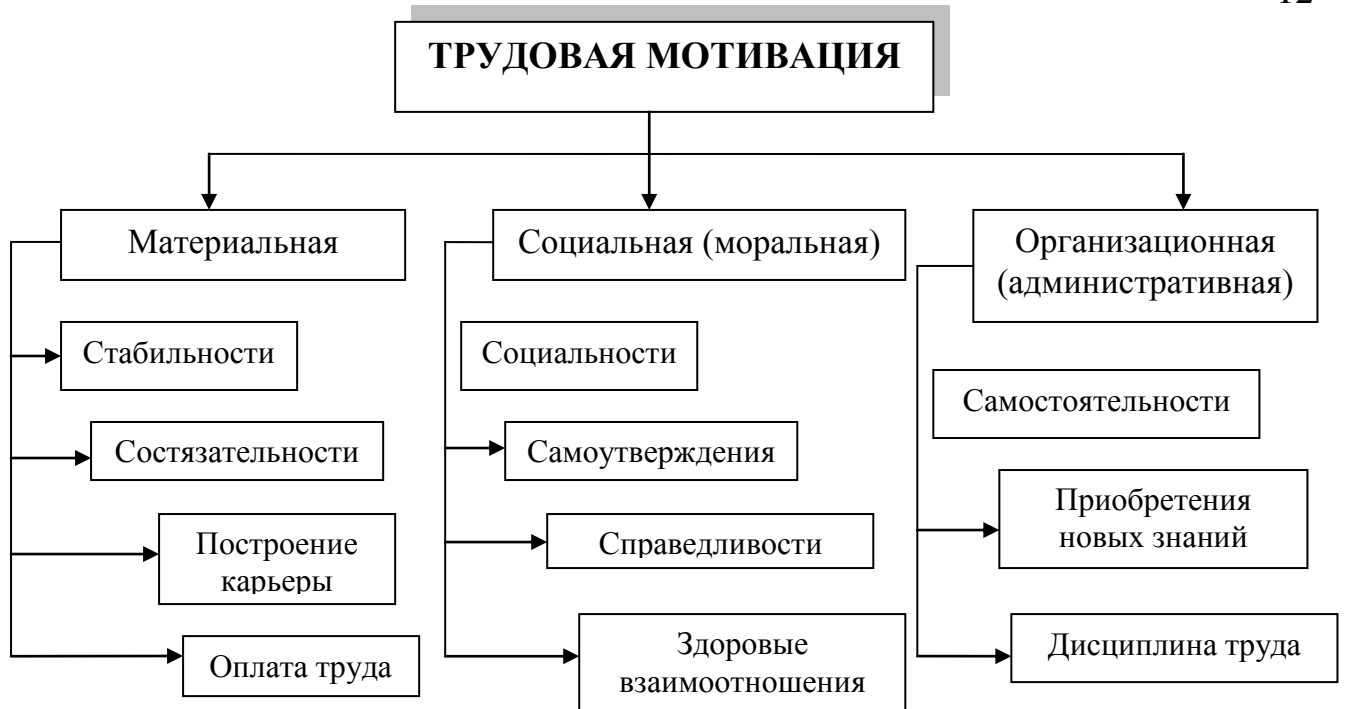 12
ТРУДОВАЯ МОТИВАЦИЯ
Материальная
Социальная (моральная)
Организационная
(административная)
Стабильности
Социальности
Самостоятельности
Состязательности
Самоутверждения
Приобретения
новых знаний
Построение
карьеры
Справедливости
Оплата труда
Здоровые
взаимоотношения
Дисциплина труда